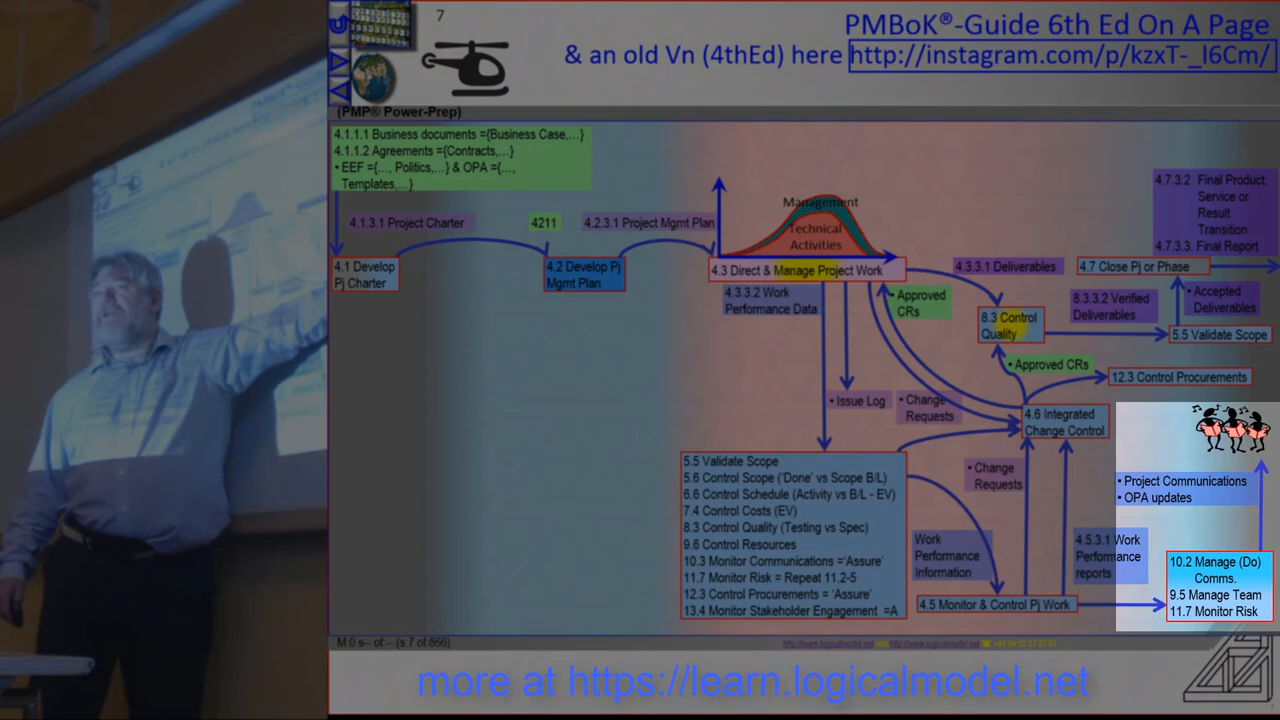 7
PMBoK®-Guide 6th Ed On A Page
& an old Vn (4thEd) here http://instagram.com/p/kzxT-_l6Cm/
(PMP® Power-Prep)
4.1.1.1 Business documents ={Business Case,...}
4.1.1.2 Agreements ={Contracts,...}
• EEF ={..., Politics,...} & OPA ={...,
Templates,...}
4.1.3.1 Project Charter
4211
4.2.3.1 Project Mgmt Plan
4.1 Develop
Pj Charter
4.2 Develop Pj
Mgmt Plan
Management
Technical
Activities
4.3 Direct & Manage Project Work
4.3.3.2 Work
Performance Data
• Approved
CRs
4.3.3.1 Deliverables
8.3 Control
Quality
4.7.3.2 Final Product,
Service or
Result
Transition
4.7.3.3. Final Report
4.7 Close Pj or Phase
8.3.3.2 Verified
Deliverables
• Accepted
Deliverables
5.5 Validate Scope
• Approved CRs
12.3 Control Procurements
• Issue Log
• Change
Requests
4.6 Integrated
Change Control
5.5 Validate Scope
5.6 Control Scope ('Done' vs Scope B/L)
6.6 Control Schedule (Activity vs B/L - EV)
7.4 Control Costs (EV)
8.3 Control Quality (Testing vs Spec)
9.6 Control Resources
10.3 Monitor Communications ='Assure'
11.7 Monitor Risk = Repeat 11.2-5
12.3 Control Procurements = 'Assure'
13.4 Monitor Stakeholder Engagement =A
• Change
Requests
Work
Performance
Information
4.5.3.1 Work
Performance
reports
4.5 Monitor & Control Pj Work
• Project Communications
• OPA updates
10.2 Manage (Do)
Comms.
9.5 Manage Team
11.7 Monitor Risk
M:0 s-- of.-- (s:7 of 866)
http://learn.logicalmodel.net
more at https://learn.logicalmodel.net